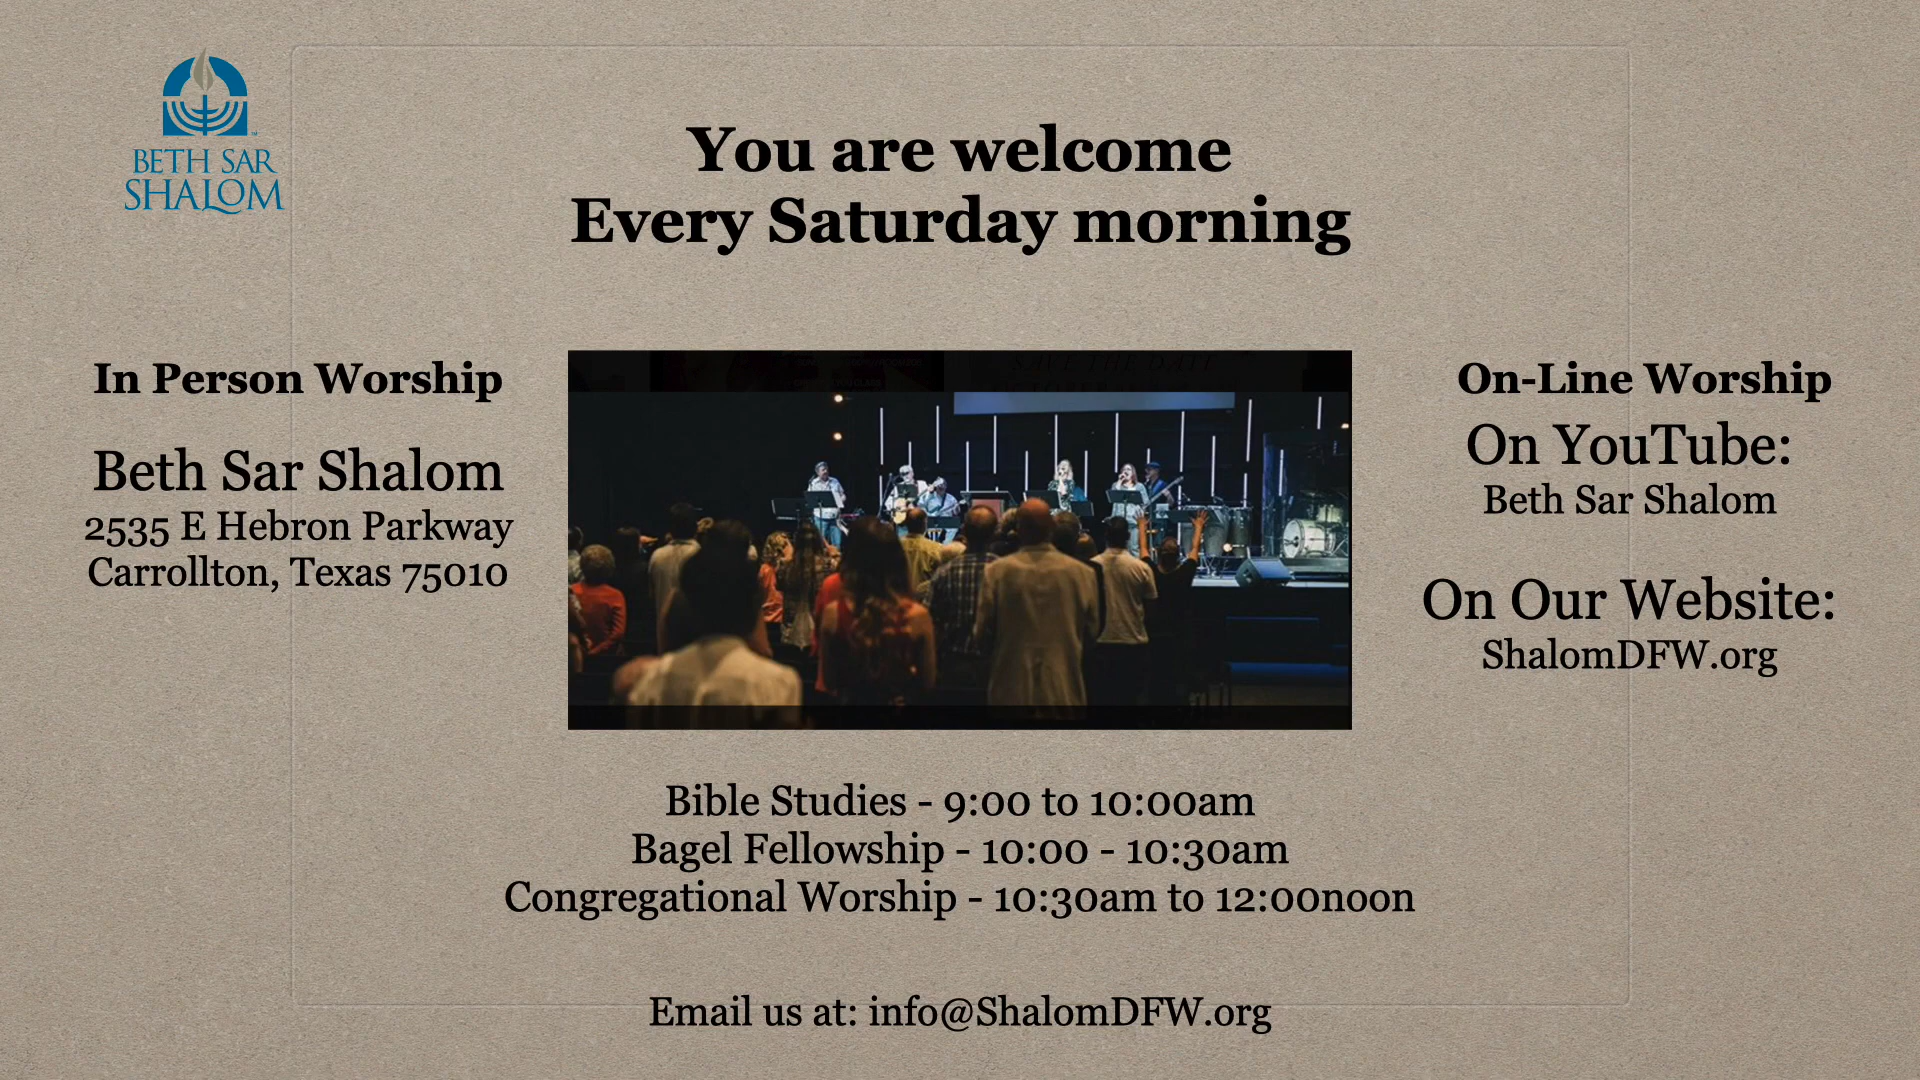 BETH SAR
SHALOM
You are welcome
Every Saturday morning
In Person Worship
Beth Sar Shalom
2535 E Hebron Parkway
Carrollton, Texas 75010
SAVE THE DATE
On-Line Worship
On YouTube:
Beth Sar Shalom
On Our Website:
ShalomDFW.org
Bible Studies - 9:00 to 10:00am
Bagel Fellowship - 10:00 - 10:30am
Congregational Worship - 10:30am to 12:00noon
Email us at: info@ShalomDFW.org